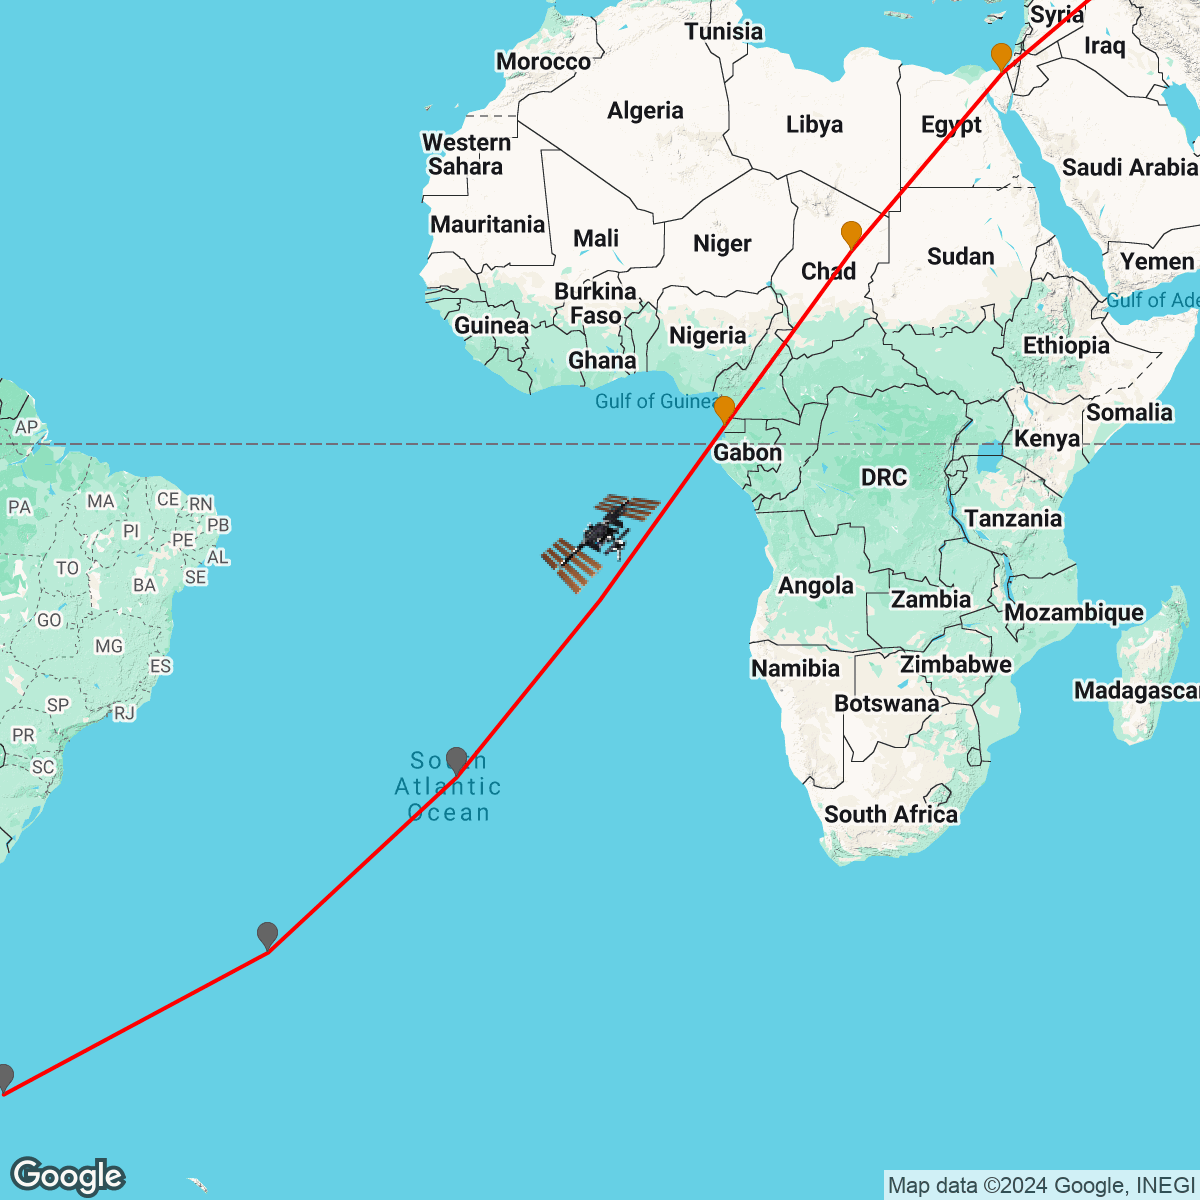 Syria
Tunisia
Iraq
Morocco
Algeria
Libya
Egypt
Western
Sahara
Saudi Arabia
Mauritania
Mali
Niger
Chad
Sudan
Yemen
Burkina
Faso
Gulf of Ade
Guinea
Nigeria
Ghana
Ethiopia
Gulf of Guinea
Somalia
AP
Kenya
Gabon
DRC
PA
MA
CE
RN
PI
PB
PE
Tanzania
AL
TO
SE
BA
Angola
Zambia
Mozambique
GO
MG
ES
Namibia
Zimbabwe
Madagascar
Botswana
SP
RJ
PR
SC
South
Atlantic
Ocean
South Africa
Google
Map data ©2024 Google, INEGI